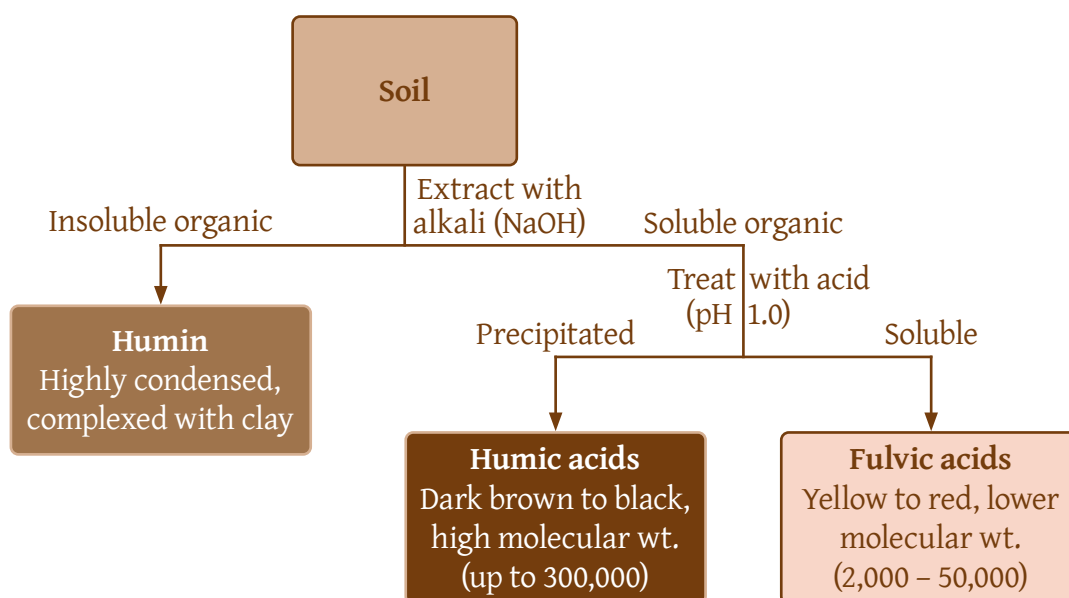 Soil
Extract with
alkali (NaOH)
Insoluble organic
Soluble organic
Treat with acid
(pH 1.0)
Precipitated
Soluble
Humin
Highly condensed,
complexed with clay
Humic acids
Dark brown to black,
high molecular wt.
(up to 300,000)
Fulvic acids
Yellow to red, lower
molecular wt.
(2,000 – 50,000)